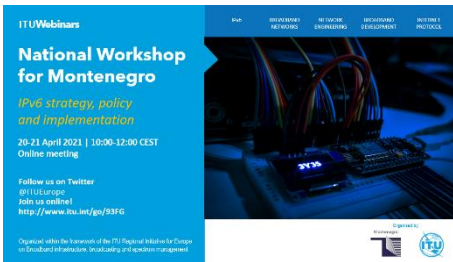 ITUWebinars
IPv6
BROADBAND NETWORKS
NETWORK ENGINEERING
BROADBAND DEVELOPMENT
INTERNET PROTOCOL
National Workshop
for Montenegro
IPv6 strategy, policy
and implementation
20-21 April 2021 | 10:00-12:00 CEST
Online meeting
Follow us on Twitter
@ITUEurope
Join us online!
http://www.itu.int/go/93FG
Organized within the framework of the ITU Regional Initiative for Europe
on Broadband infrastructure, broadcasting and spectrum management
Organized by
Montenegro
ITU